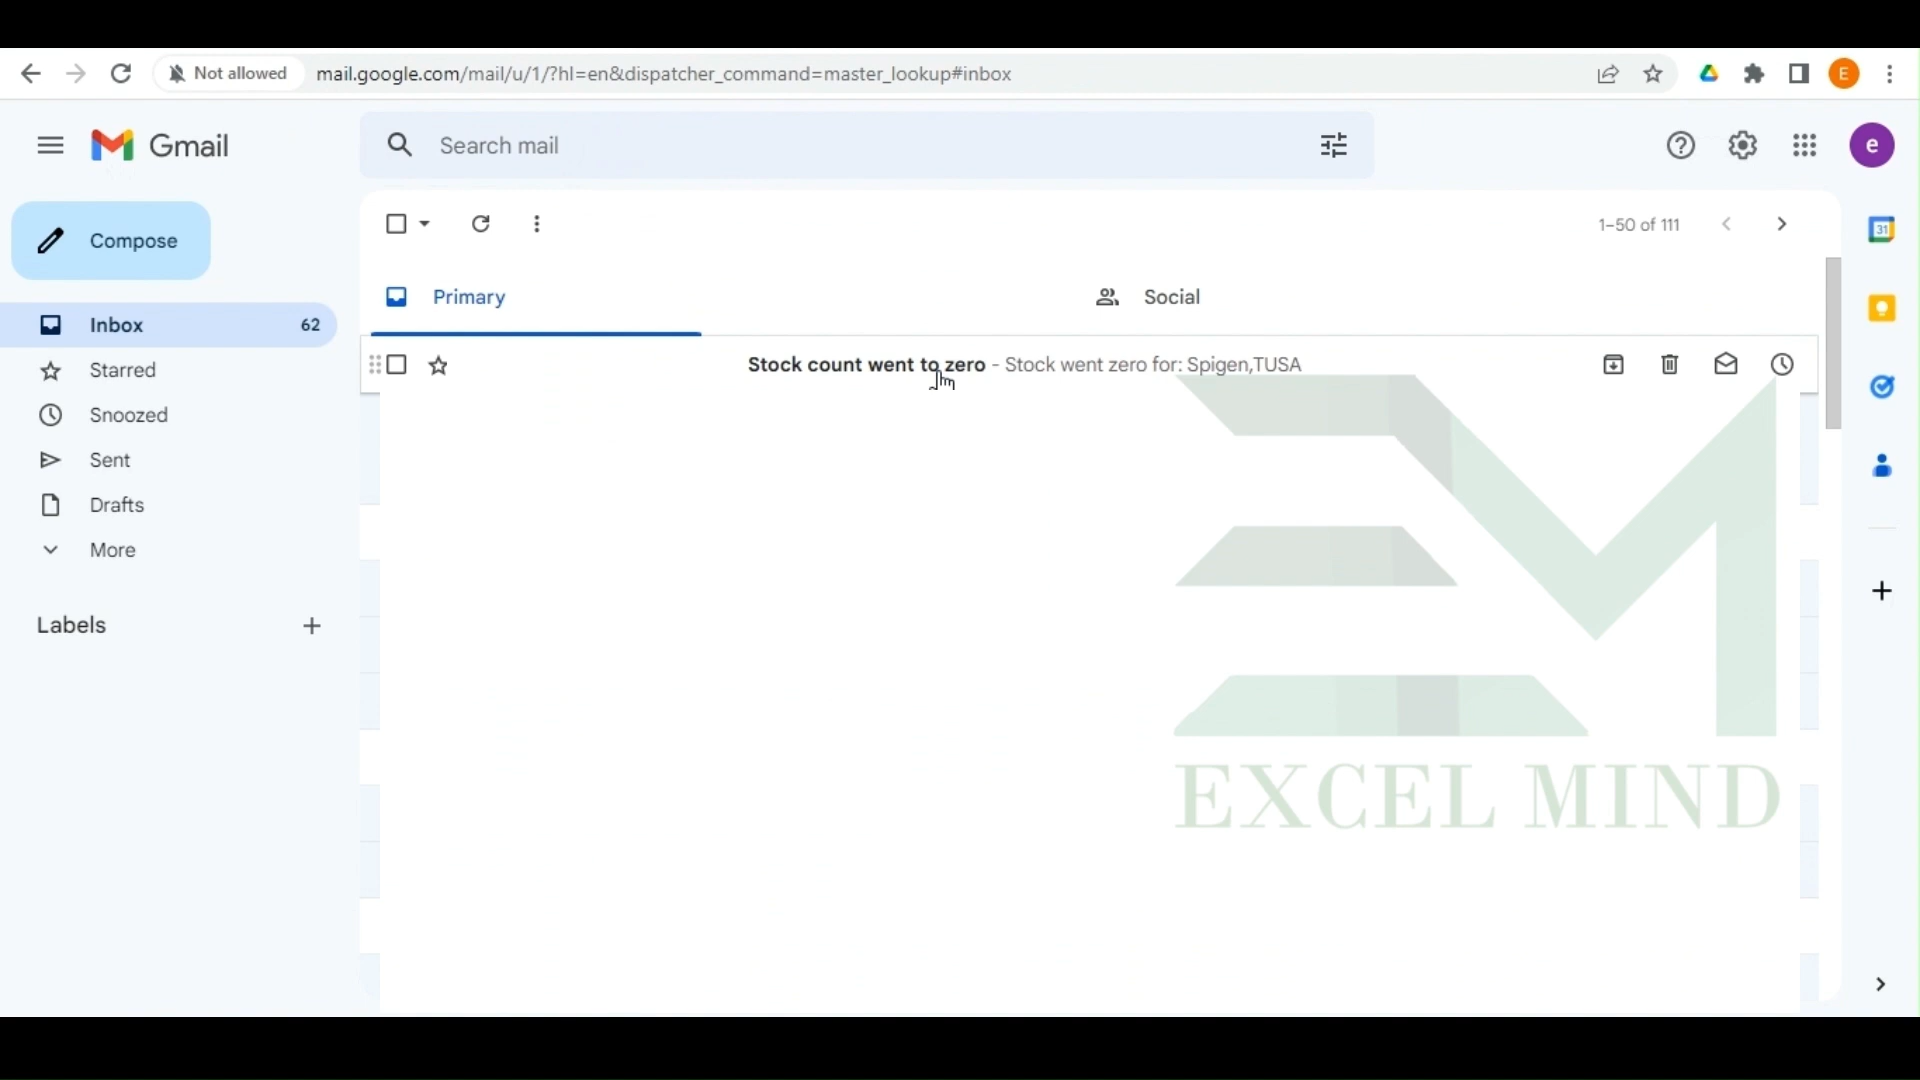 Not allowed
mail.google.com/mail/u/1/?hl=en&dispatcher_command=master_lookup#inbox
E
Gmail
Search mail
e
Compose
1–50 of 111
31
Primary
Social
Inbox 62
Stock count went to zero - Stock went zero for: Spigen,TUSA
Starred
Snoozed
Sent
Drafts
More
Labels
EXCEL MIND